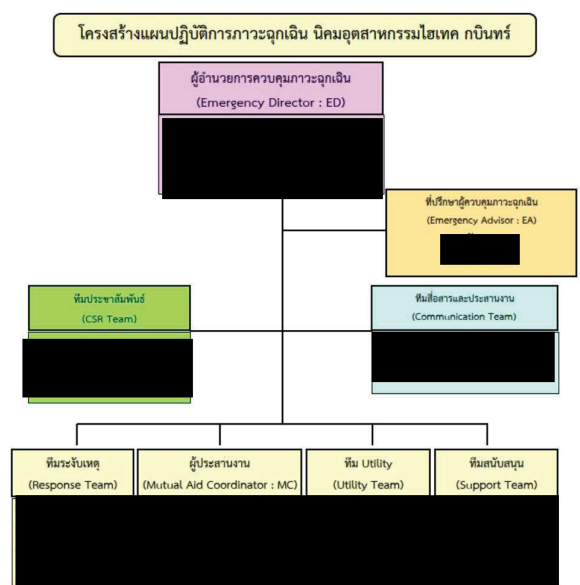 โครงสร้างแผนปฏิบัติการภาวะฉุกเฉิน นิคมอุตสาหกรรมไฮเทค กบินทร์
ผู้อำนวยการควบคุมภาวะฉุกเฉิน
(Emergency Director : ED)
ที่ปรึกษาผู้ควบคุมภาวะฉุกเฉิน
(Emergency Advisor : EA)
ทีมประชาสัมพันธ์
(CSR Team)
ทีมสื่อสารและประสานงาน
(Communication Team)
ทีมระงับเหตุ
(Response Team)
ผู้ประสานงาน
(Mutual Aid Coordinator : MC)
ทีม Utility
(Utility Team)
ทีมสนับสนุน
(Support Team)